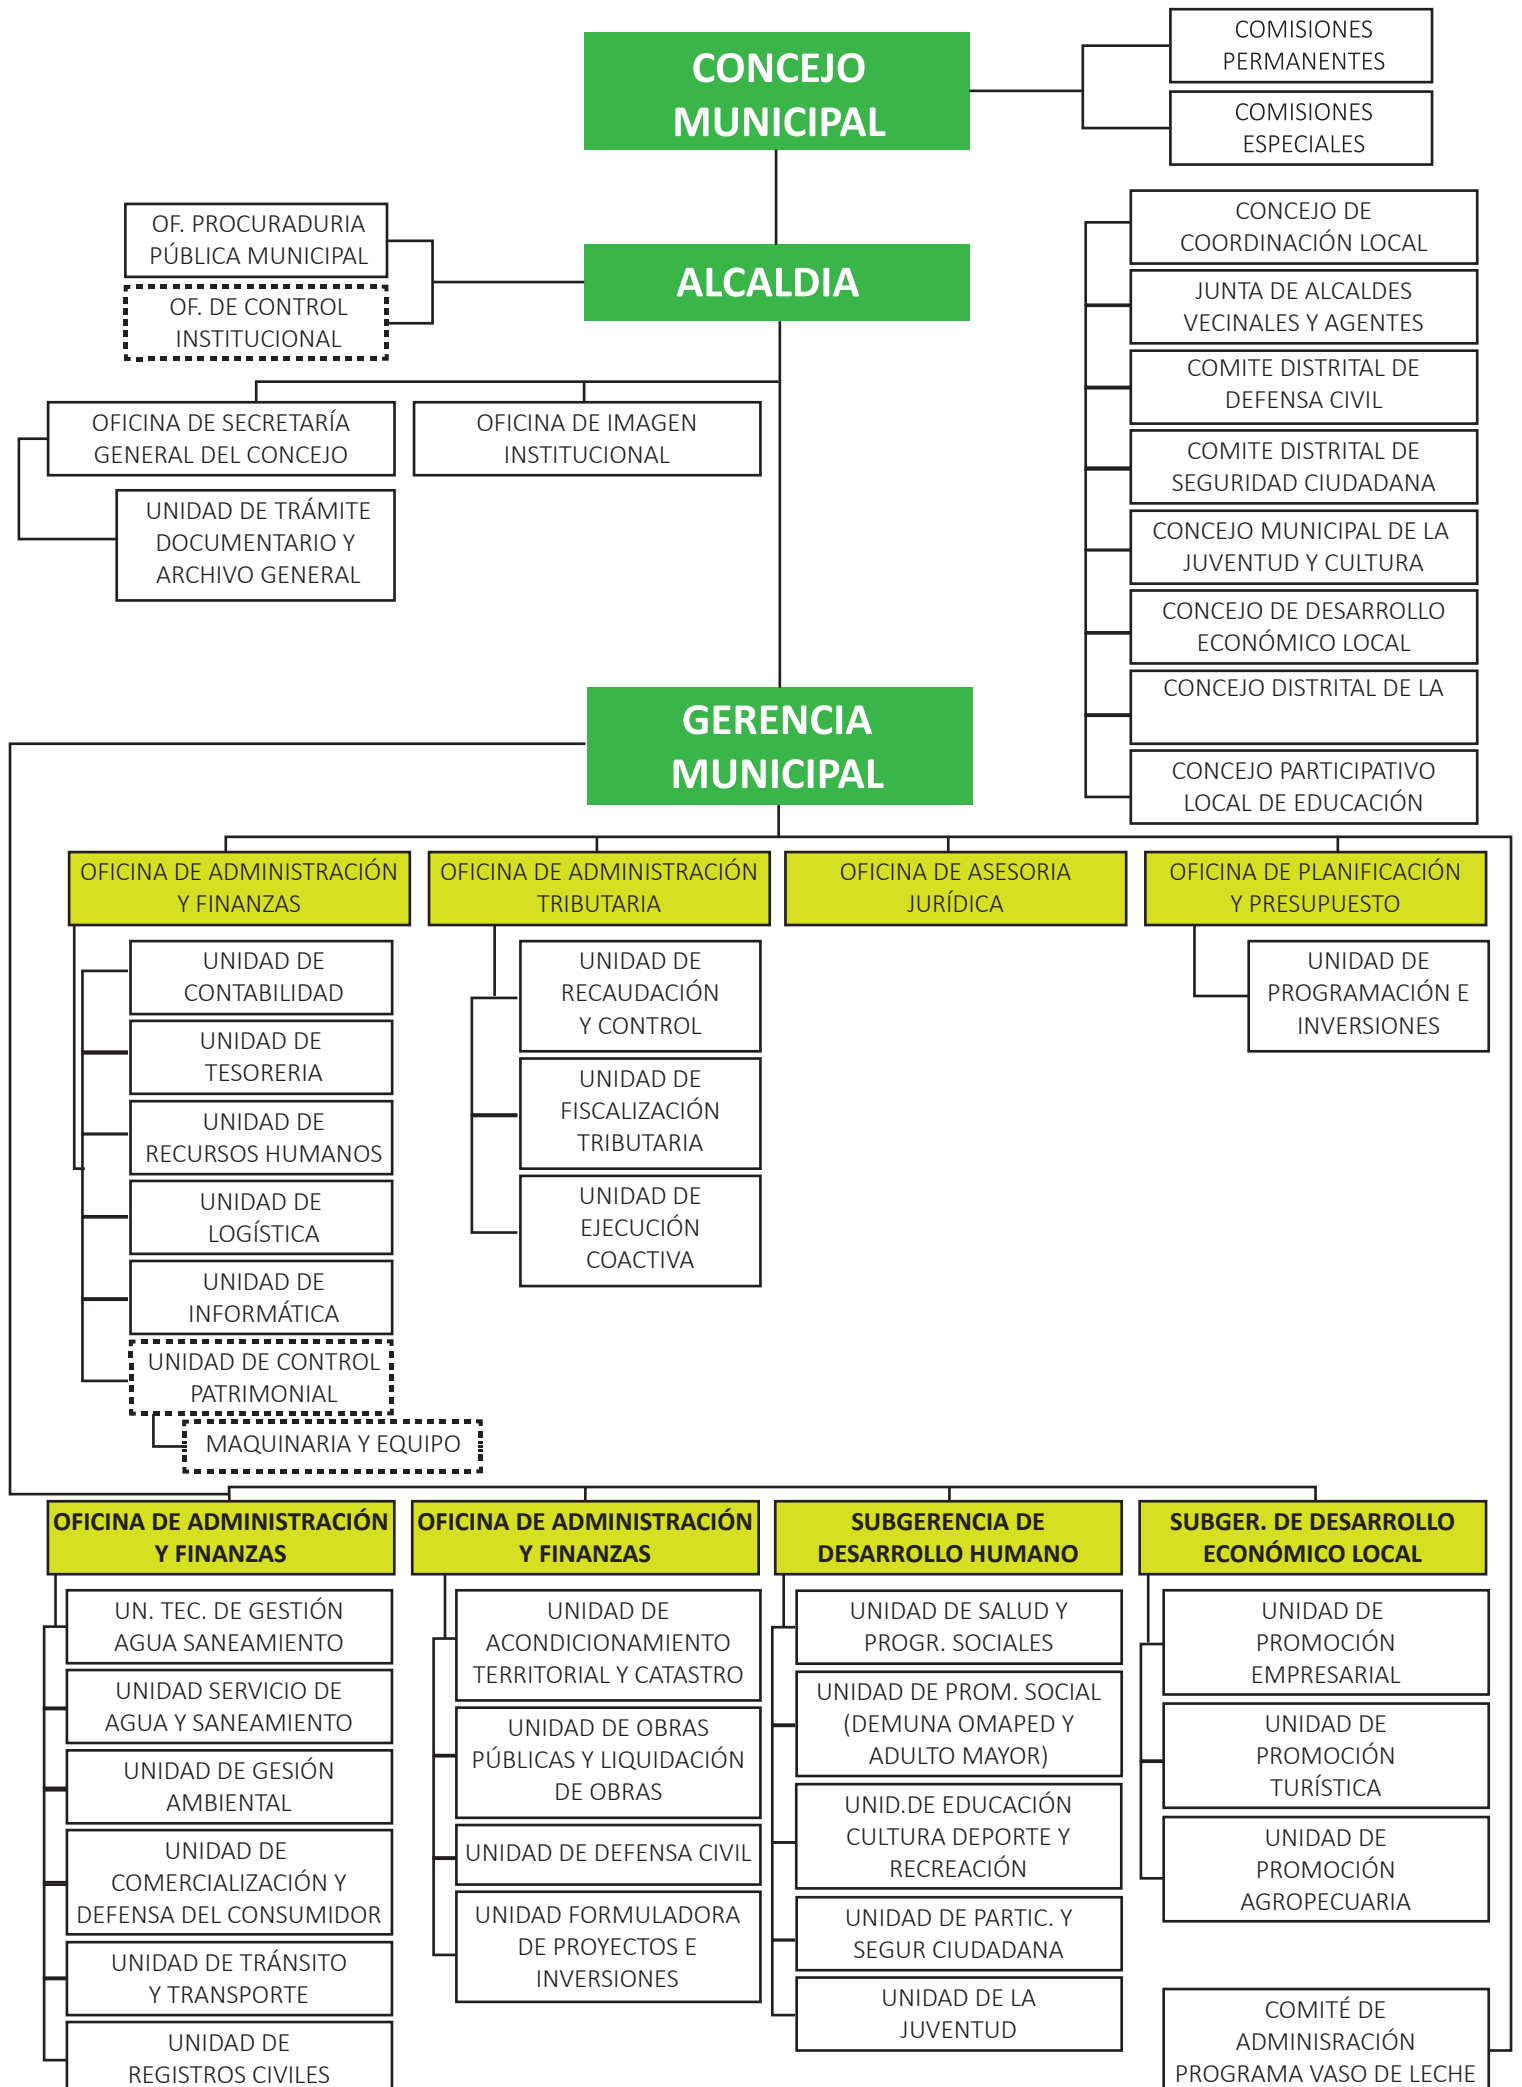 CONCEJO
MUNICIPAL
COMISIONES
PERMANENTES
COMISIONES
ESPECIALES
OF. PROCURADURIA
PÚBLICA MUNICIPAL
OF. DE CONTROL
INSTITUCIONAL
ALCALDIA
CONCEJO DE
COORDINACIÓN LOCAL
JUNTA DE ALCALDES
VECINALES Y AGENTES
COMITE DISTRITAL DE
DEFENSA CIVIL
COMITE DISTRITAL DE
SEGURIDAD CIUDADANA
CONCEJO MUNICIPAL DE LA
JUVENTUD Y CULTURA
CONCEJO DE DESARROLLO
ECONÓMICO LOCAL
CONCEJO DISTRITAL DE LA
CONCEJO PARTICIPATIVO
LOCAL DE EDUCACIÓN
OFICINA DE SECRETARÍA
GENERAL DEL CONCEJO
OFICINA DE IMAGEN
INSTITUCIONAL
UNIDAD DE TRÁMITE
DOCUMENTARIO Y
ARCHIVO GENERAL
GERENCIA
MUNICIPAL
OFICINA DE ADMINISTRACIÓN
Y FINANZAS
UNIDAD DE
CONTABILIDAD
UNIDAD DE
TESORERIA
UNIDAD DE
RECURSOS HUMANOS
UNIDAD DE
LOGÍSTICA
UNIDAD DE
INFORMÁTICA
UNIDAD DE CONTROL
PATRIMONIAL
MAQUINARIA Y EQUIPO
OFICINA DE ADMINISTRACIÓN
TRIBUTARIA
UNIDAD DE
RECAUDACIÓN
Y CONTROL
UNIDAD DE
FISCALIZACIÓN
TRIBUTARIA
UNIDAD DE
EJECUCIÓN
COACTIVA
OFICINA DE ASESORIA
JURÍDICA
OFICINA DE PLANIFICACIÓN
Y PRESUPUESTO
UNIDAD DE
PROGRAMACIÓN E
INVERSIONES
OFICINA DE ADMINISTRACIÓN
Y FINANZAS
UN. TEC. DE GESTIÓN
AGUA SANEAMIENTO
UNIDAD SERVICIO DE
AGUA Y SANEAMIENTO
UNIDAD DE GESIÓN
AMBIENTAL
UNIDAD DE
COMERCIALIZACIÓN Y
DEFENSA DEL CONSUMIDOR
UNIDAD DE TRÁNSITO
Y TRANSPORTE
UNIDAD DE
REGISTROS CIVILES
OFICINA DE ADMINISTRACIÓN
Y FINANZAS
UNIDAD DE
ACONDICIONAMIENTO
TERRITORIAL Y CATASTRO
UNIDAD DE OBRAS
PÚBLICAS Y LIQUIDACIÓN
DE OBRAS
UNIDAD DE DEFENSA CIVIL
UNIDAD FORMULADORA
DE PROYECTOS E
INVERSIONES
SUBGERENCIA DE
DESARROLLO HUMANO
UNIDAD DE SALUD Y
PROGR. SOCIALES
UNIDAD DE PROM. SOCIAL
(DEMUNA OMAPED Y
ADULTO MAYOR)
UNID.DE EDUCACIÓN
CULTURA DEPORTE Y
RECREACIÓN
UNIDAD DE PARTIC. Y
SEGUR CIUDADANA
UNIDAD DE LA
JUVENTUD
SUBGER. DE DESARROLLO
ECONÓMICO LOCAL
UNIDAD DE
PROMOCIÓN
EMPRESARIAL
UNIDAD DE
PROMOCIÓN
TURÍSTICA
UNIDAD DE
PROMOCIÓN
AGROPECUARIA
COMITÉ DE
ADMINISRACIÓN
PROGRAMA VASO DE LECHE